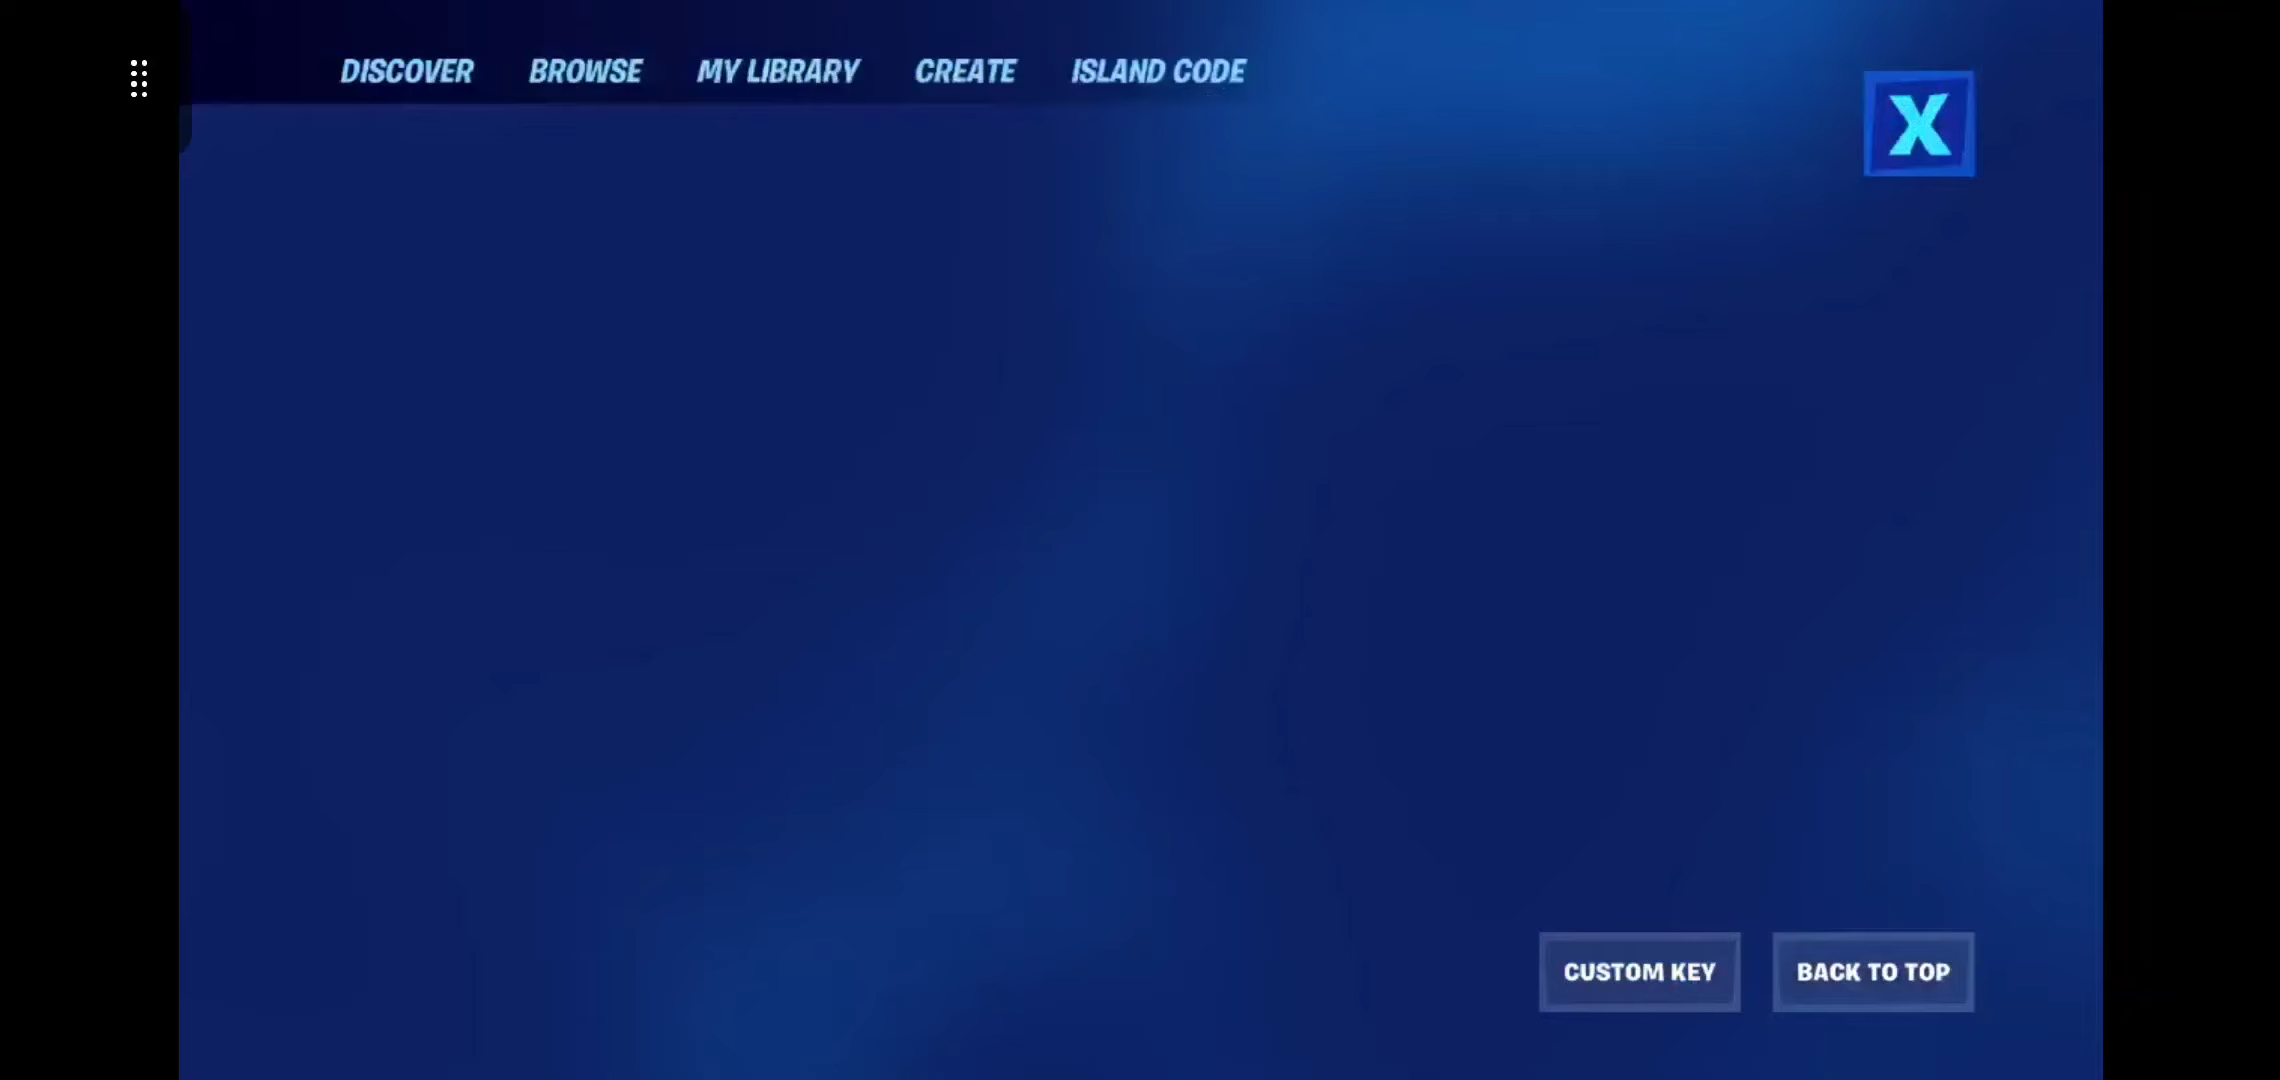 DISCOVER BROWSE MY LIBRARY CREATE ISLAND CODE
X
CUSTOM KEY BACK TO TOP